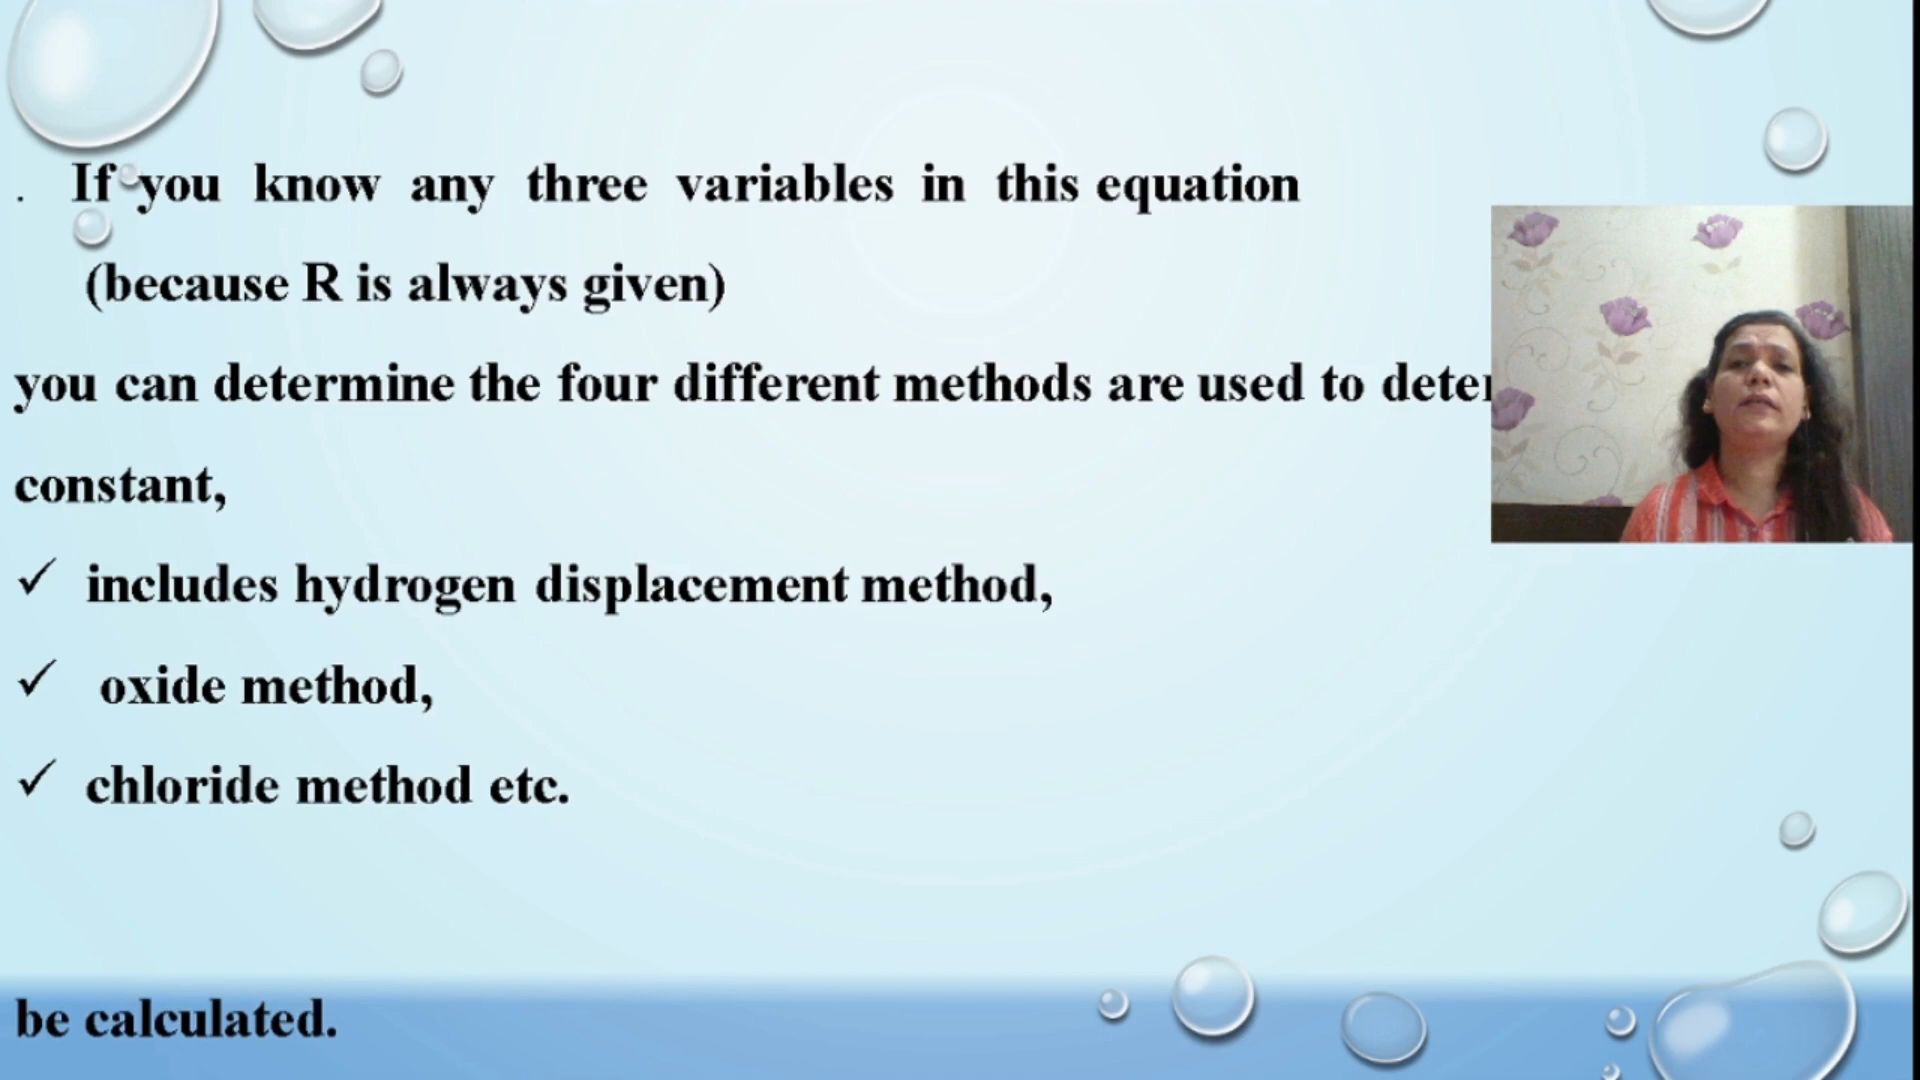 . If you know any three variables in this equation
(because R is always given)
you can determine the four different methods are used to
constant,
✓ includes hydrogen displacement method,
✓ oxide method,
✓ chloride method etc.
be calculated.